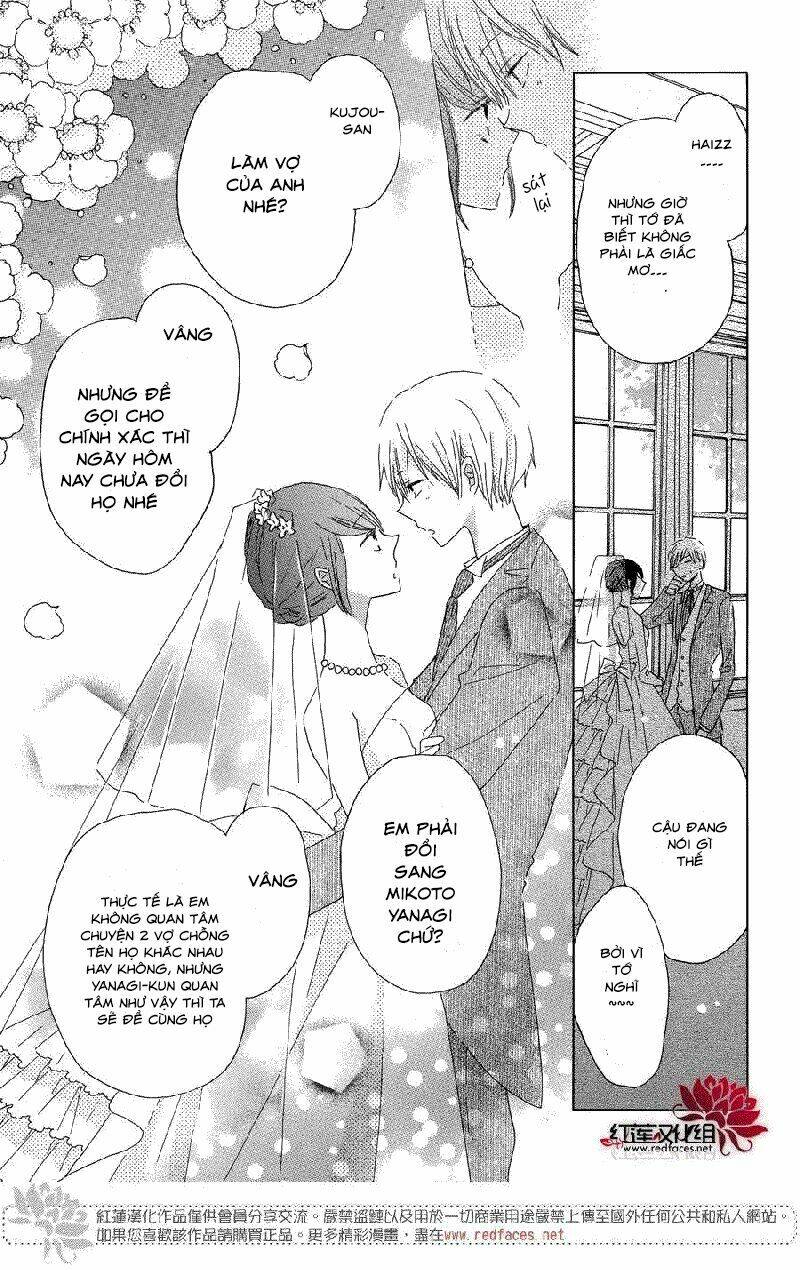 HAIZZ
----
NHƯNG GIỜ
THÌ TỚ ĐÃ
BIẾT KHÔNG
PHẢI LÀ GIẤC
MƠ---
CẬU ĐANG
NÓI GÌ
THẾ
BỞI VÌ
TỚ
NGHĨ
~~~
sát
lại
KUJOU-
SAN
LÀM VỢ
CỦA ANH
NHÉ?
VÂNG
NHƯNG ĐỂ
GỌI CHO
CHÍNH XÁC THÌ
NGÀY HÔM
NAY CHƯA ĐỔI
HỌ NHÉ
EM PHẢI
ĐỔI
SANG
MIKOTO
YANAGI
CHỨ?
VÂNG
THỰC TẾ LÀ EM
KHÔNG QUAN TÂM
CHUYỆN 2 VỢ CHỒNG
TÊN HỌ KHÁC NHAU
HAY KHÔNG, NHƯNG
YANAGI-KUN QUAN
TÂM NHƯ VẬY THÌ TA
SẼ ĐỂ CÙNG HỌ
红莲汉化组
www.redfaces.net
紅蓮漢化作品僅供會員分享交流。嚴禁盜鏈以及用於一切商業用途嚴禁上傳至國外任何公共和私人網站。
如果您喜歡該作品請購買正品。更多精彩漫畫，盡在www.redfaces.net